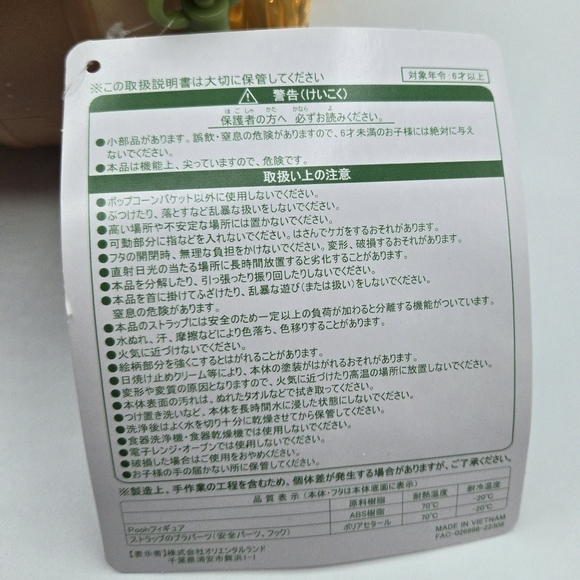 ※この取扱説明書は大切に保管してください
対象年令:6才以上
警告(けいこく)
ほごしゃ かた かなら よ
保護者の方へ 必ずお読みください。
●小部品があります。誤飲・窒息の危険がありますので、6才未満のお子様には絶対に与え
ないでください。
●本品は機能上、尖っていますので、危険です。
取扱い上の注意
●ポップコーンバケット以外に使用しないでください。
●ぶつけたり、落とすなど乱暴な扱いをしないでください。
●高い場所や不安定な場所には置かないでください。
●可動部分に指などを入れないでください。はさんでケガをするおそれがあります。
●フタの開閉時、無理な負担をかけないでください。変形、破損するおそれがあります。
●直射日光の当たる場所に長時間放置すると劣化することがあります。
●本品を分解したり、引っ張ったり振り回したりしないでください。
●本品を首に掛けてふざけたり、乱暴な遊び(または扱い)をしないでください。
窒息の危険があります。
●本品のストラップには安全のため一定以上の負荷が加わると分離する機能がついています。
●水ぬれ、汗、摩擦などにより色落ち、色移りすることがあります。
●火気に近づけないでください。
●絵柄部分を強くこするとはがれることがあります。
●日焼け止めクリーム等により、本体の塗装がはがれるおそれがあります。
●変形や変質の原因となりますので、火気に近づけたり高温の場所に放置しないでください。
●本体表面の汚れは、ぬれたタオルなどで拭き取ってください。
●つけ置き洗いなど、本体を長時間水に浸した状態にしないでください。
●洗浄後はよく水を切り十分に乾燥させてから保管してください。
●食器洗浄機・食器乾燥機では使用しないでください。
●電子レンジ・オーブンでは使用しないでください。
●破損した場合はご使用をおやめください。
●お子様の手の届かない所に保管してください。
※製造上、手作業の工程を含むため、個体差が発生する場合がありますが、ご了承ください。
品質表示(本体・フタは本体底面に表示)
原料樹脂 耐熱温度 耐冷温度
Poohフィギュア ABS樹脂 70℃ -20℃
ストラップのプラパーツ(安全パーツ、フック) ポリアセタール 70℃ -20℃
【表示者】株式会社オリエンタルランド
千葉県浦安市舞浜1-1
MADE IN VIETNAM
FAC-026898-22308